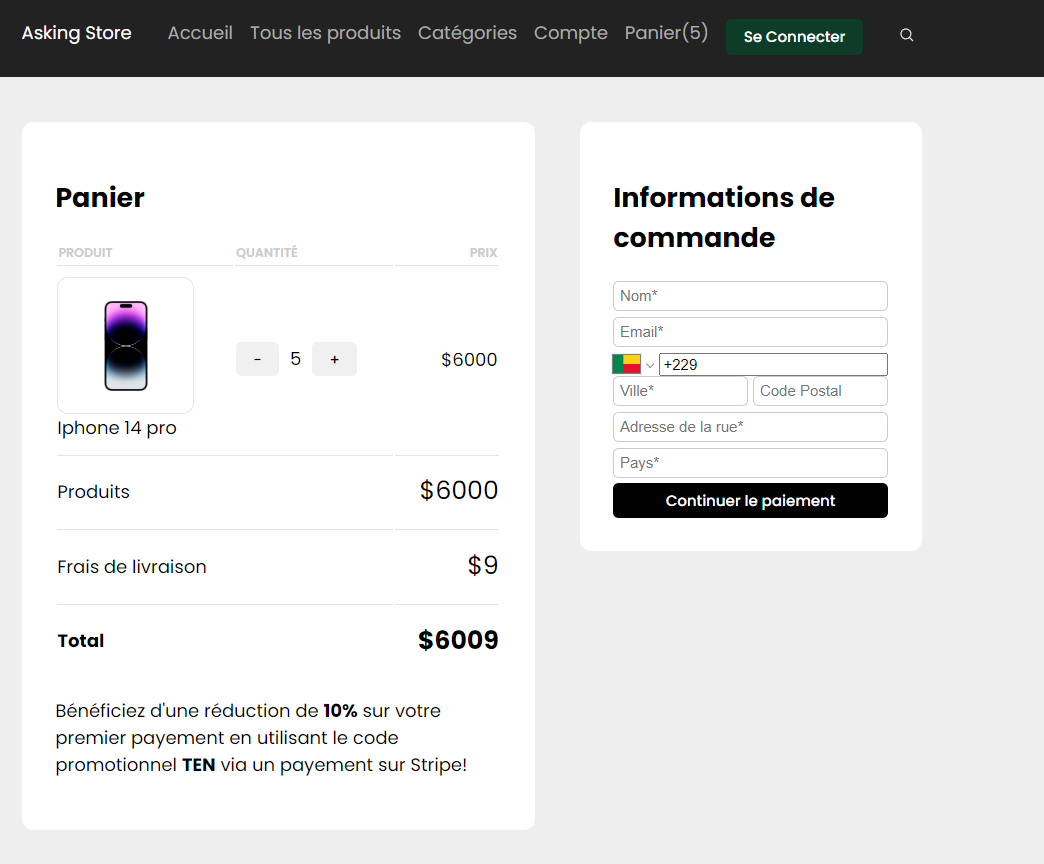 Asking Store Accueil Tous les produits Catégories Compte Panier(5) Se Connecter
Panier
PRODUIT QUANTITÉ PRIX
- 5 + $6000
Iphone 14 pro
Produits $6000
Frais de livraison $9
Total $6009
Bénéficiez d'une réduction de 10% sur votre
premier payement en utilisant le code
promotionnel TEN via un payement sur Stripe!
Informations de
commande
Nom*
Email*
+229
Ville* Code Postal
Adresse de la rue*
Pays*
Continuer le paiement